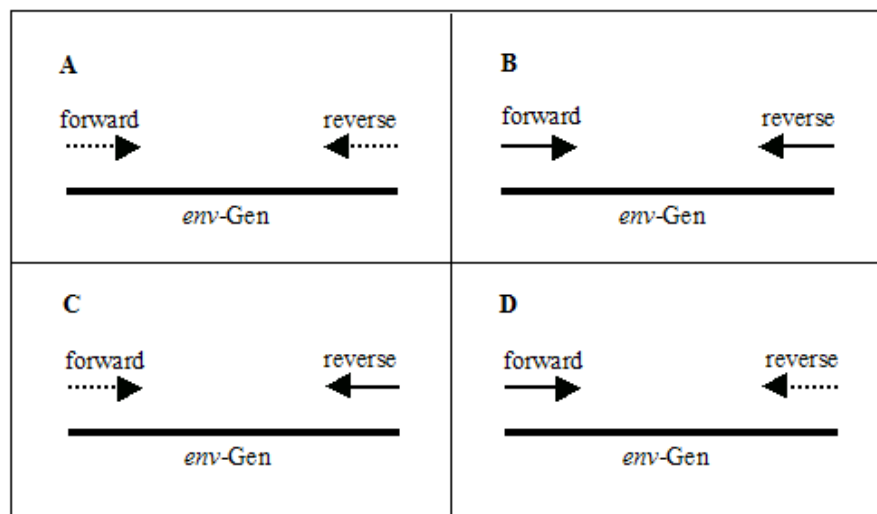 A
forward reverse
env-Gen
B
forward reverse
env-Gen
C
forward reverse
env-Gen
D
forward reverse
env-Gen